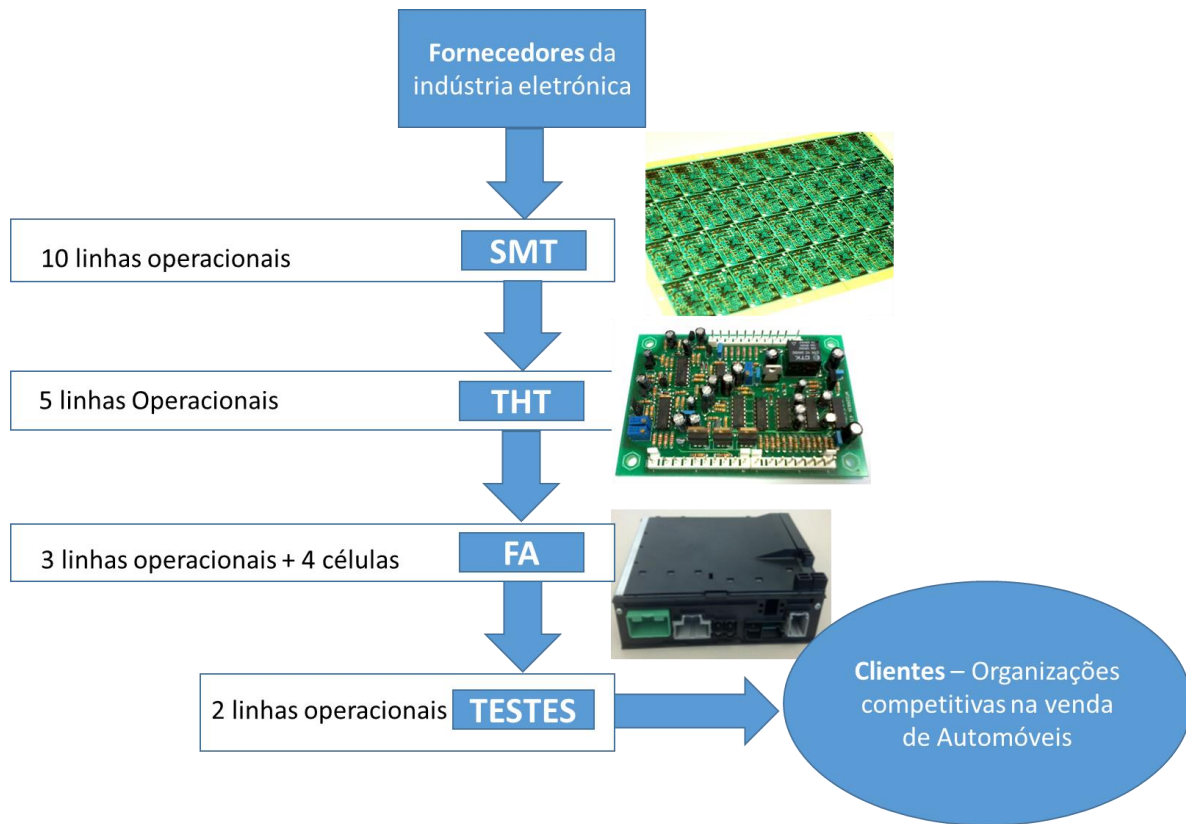 Fornecedores da
indústria eletrónica
10 linhas operacionais
SMT
5 linhas Operacionais
THT
3 linhas operacionais + 4 células
FA
2 linhas operacionais
TESTES
Clientes – Organizações
competitivas na venda
de Automóveis